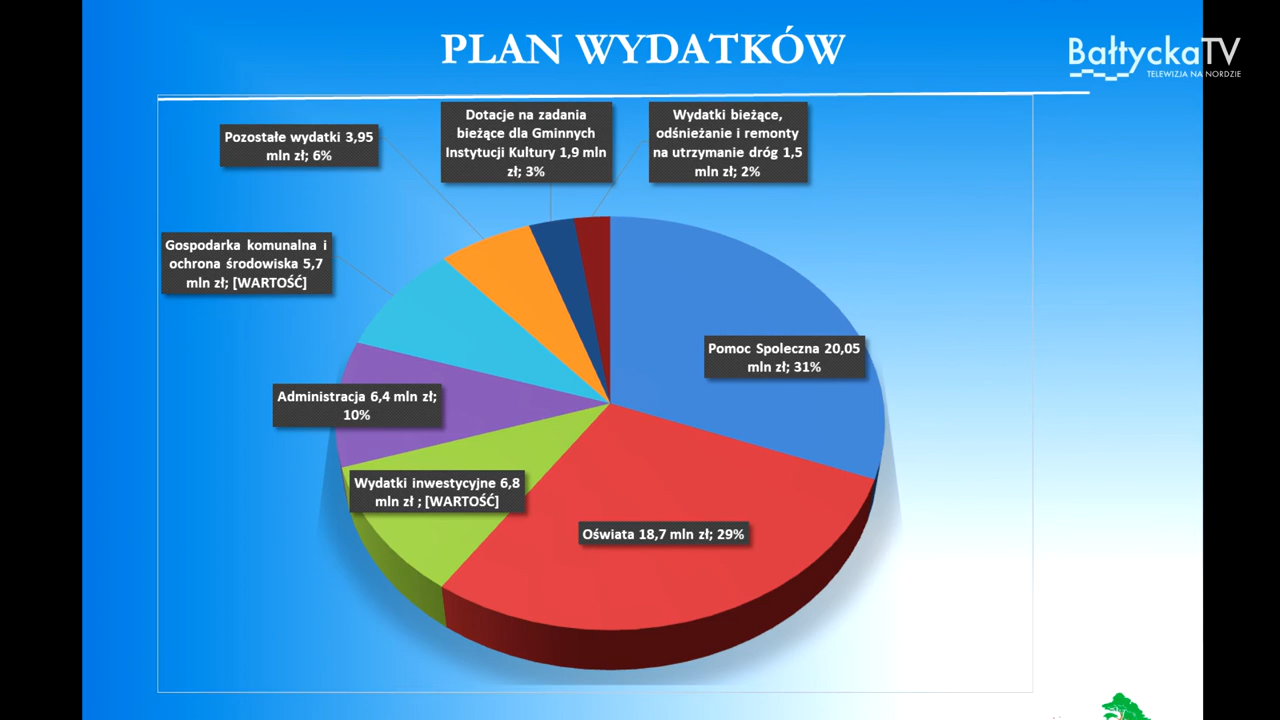 PLAN WYDATKÓW
BałtyckaTV
TELEWIZJA NA NORDZIE
Pozostałe wydatki 3,95
mln zł; 6%
Dotacje na zadania
bieżące dla Gminnych
Instytucji Kultury 1,9 mln
zł; 3%
Wydatki bieżące,
odśnieżanie i remonty
na utrzymanie dróg 1,5
mln zł; 2%
Gospodarka komunalna i
ochrona środowiska 5,7
mln zł; [WARTOŚĆ]
Pomoc Spoleczna 20,05
mln zł; 31%
Administracja 6,4 mln zł;
10%
Wydatki inwestycyjne 6,8
mln zł ; [WARTOŚĆ]
Oświata 18,7 mln zł; 29%